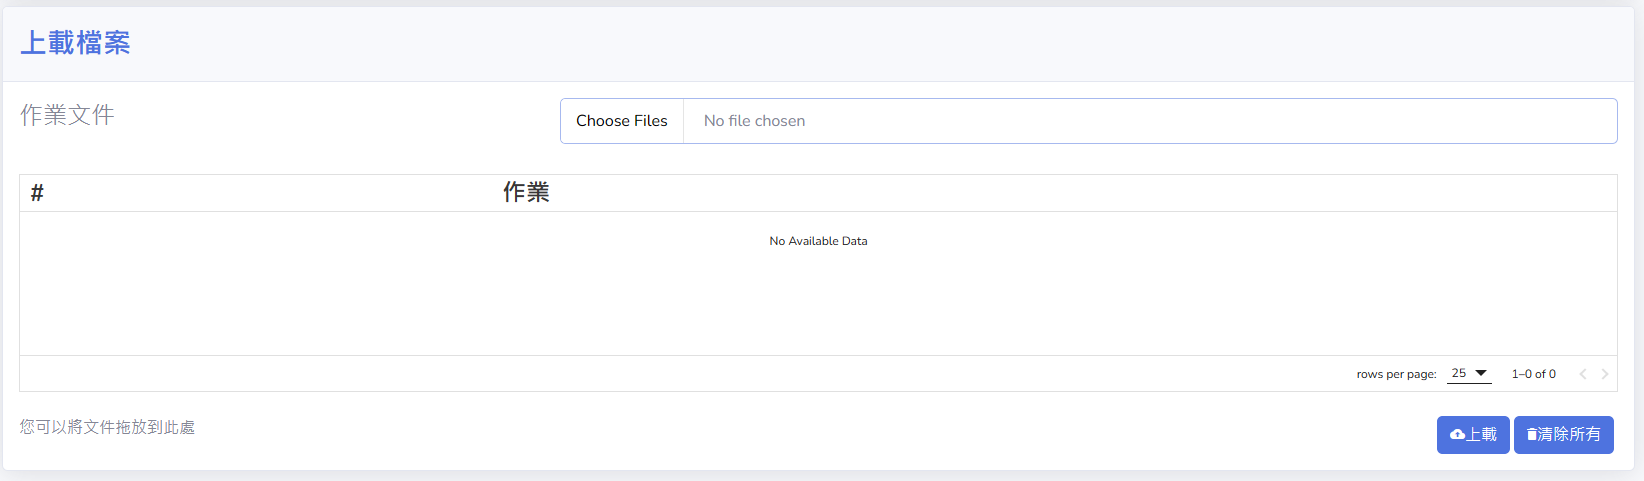 上載檔案
作業文件
Choose Files No file chosen
# 作業
No Available Data
rows per page: 25 1–0 of 0
您可以將文件拖放到此處
上載 清除所有